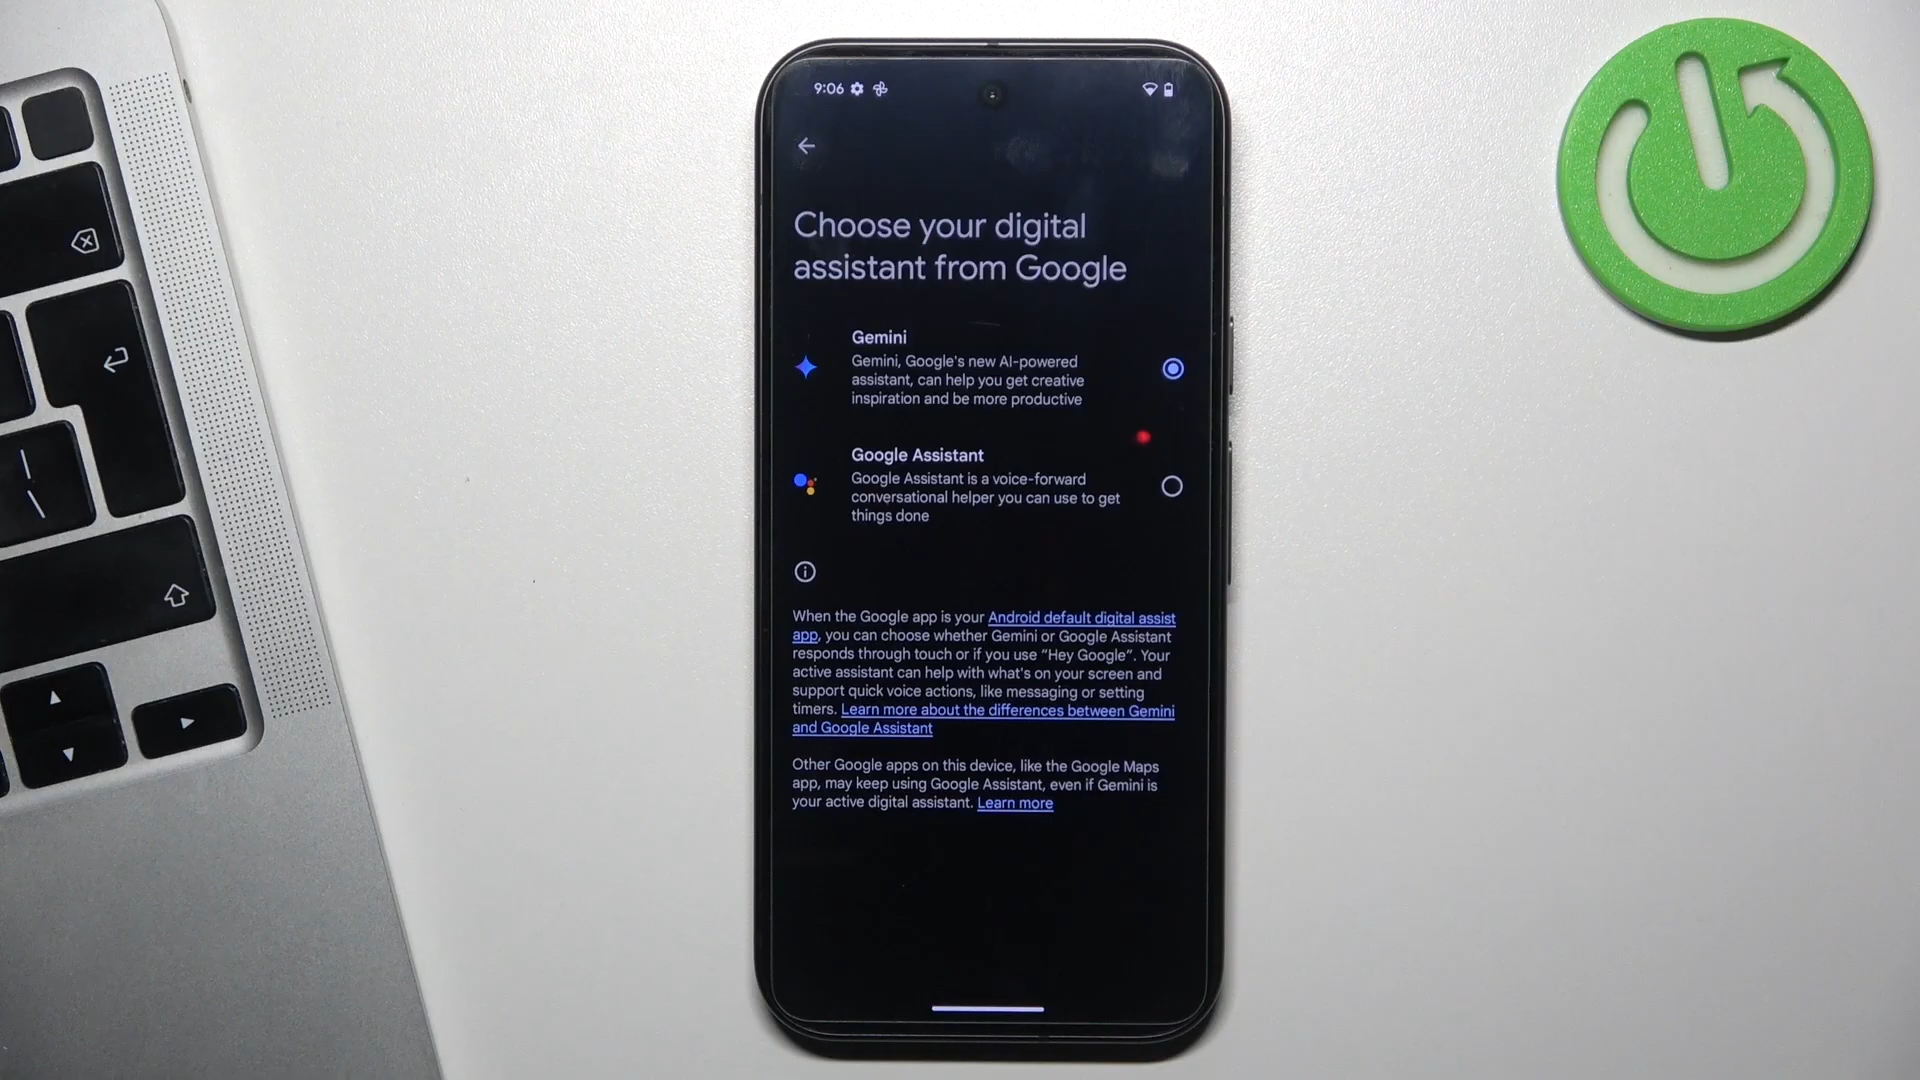 9:06
Choose your digital
assistant from Google
Gemini
Gemini, Google's new AI-powered
assistant, can help you get creative
inspiration and be more productive
Google Assistant
Google Assistant is a voice-forward
conversational helper you can use to get
things done
When the Google app is your Android default digital assist
app, you can choose whether Gemini or Google Assistant
responds through touch or if you use “Hey Google”. Your
active assistant can help with what's on your screen and
support quick voice actions, like messaging or setting
timers. Learn more about the differences between Gemini
and Google Assistant
Other Google apps on this device, like the Google Maps
app, may keep using Google Assistant, even if Gemini is
your active digital assistant. Learn more